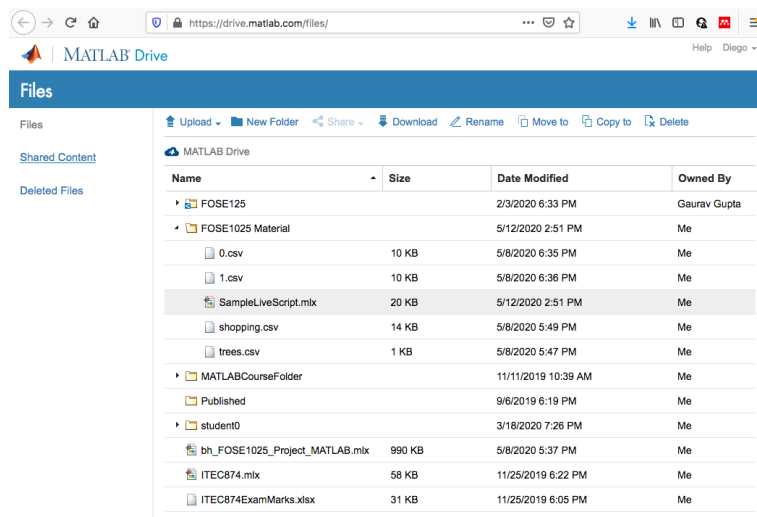 https://drive.matlab.com/files/
MATLAB® Drive
Help Diego
Files
Files
Shared Content
Deleted Files
Upload New Folder Share Download Rename Move to Copy to Delete
MATLAB Drive
Name Size Date Modified Owned By
FOSE125 2/3/2020 6:33 PM Gaurav Gupta
FOSE1025 Material 5/12/2020 2:51 PM Me
0.csv 10 KB 5/8/2020 6:35 PM Me
1.csv 10 KB 5/8/2020 6:36 PM Me
SampleLiveScript.mlx 20 KB 5/12/2020 2:51 PM Me
shopping.csv 14 KB 5/8/2020 5:49 PM Me
trees.csv 1 KB 5/8/2020 5:47 PM Me
MATLABCourseFolder 11/11/2019 10:39 AM Me
Published 9/6/2019 6:19 PM Me
student0 3/18/2020 7:26 PM Me
bh_FOSE1025_Project_MATLAB.mlx 990 KB 5/8/2020 5:37 PM Me
ITEC874.mlx 58 KB 11/25/2019 6:22 PM Me
ITEC874ExamMarks.xlsx 31 KB 11/25/2019 6:05 PM Me